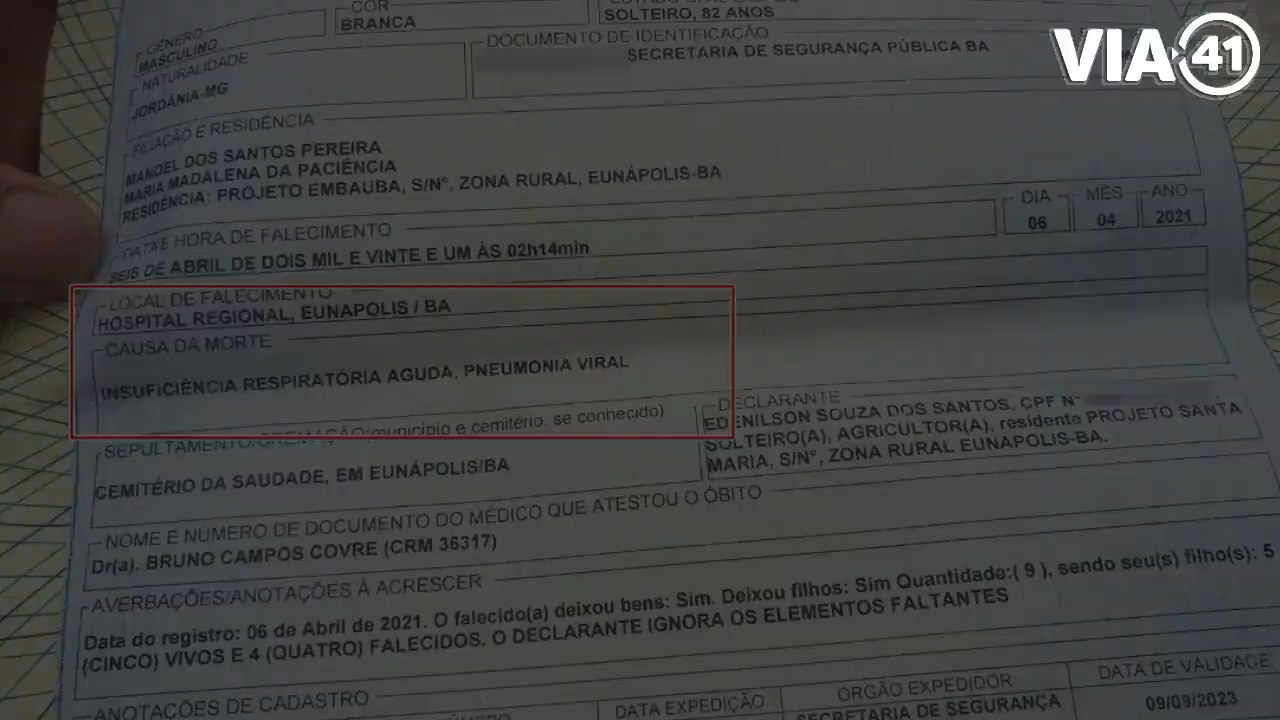 COR
SOLTEIRO, 82 ANOS
VIA 41
GÊNERO
BRANCA
MASCULINO
DOCUMENTO DE IDENTIFICAÇÃO
NATURALIDADE
SECRETARIA DE SEGURANÇA PÚBLICA BA
JORDÂNIA-MG
FILIAÇÃO E RESIDÊNCIA
MANOEL DOS SANTOS PEREIRA
MARIA MADALENA DA PACIÊNCIA
RESIDÊNCIA: PROJETO EMBAUBA, S/N°, ZONA RURAL, EUNÁPOLIS-BA
DATA E HORA DE FALECIMENTO
DIA MÊS ANO
SEIS DE ABRIL DE DOIS MIL E VINTE E UM ÀS 02h14min
06 04 2021
LOCAL DE FALECIMENTO
HOSPITAL REGIONAL, EUNAPOLIS / BA
CAUSA DA MORTE
INSUFICIÊNCIA RESPIRATÓRIA AGUDA, PNEUMONIA VIRAL
SEPULTAMENTO/CREMAÇÃO(município e cemitério, se conhecido)
CEMITÉRIO DA SAUDADE, EM EUNÁPOLIS/BA
DECLARANTE
EDENILSON SOUZA DOS SANTOS, CPF N°
SOLTEIRO(A), AGRICULTOR(A), residente PROJETO SANTA
MARIA, S/N°, ZONA RURAL EUNÁPOLIS-BA.
NOME E NÚMERO DE DOCUMENTO DO MÉDICO QUE ATESTOU O ÓBITO
Dr(a). BRUNO CAMPOS COVRE (CRM 36317)
AVERBAÇÕES/ANOTAÇÕES À ACRESCER
Data do registro: 06 de Abril de 2021. O falecido(a) deixou bens: Sim. Deixou filhos: Sim Quantidade:( 9 ), sendo seu(s) filho(s): 5
(CINCO) VIVOS E 4 (QUATRO) FALECIDOS. O DECLARANTE IGNORA OS ELEMENTOS FALTANTES
ANOTAÇÕES DE CADASTRO
DATA EXPEDIÇÃO
ÓRGÃO EXPEDIDOR
DATA DE VALIDADE
SECRETARIA DE SEGURANÇA
09/09/2023